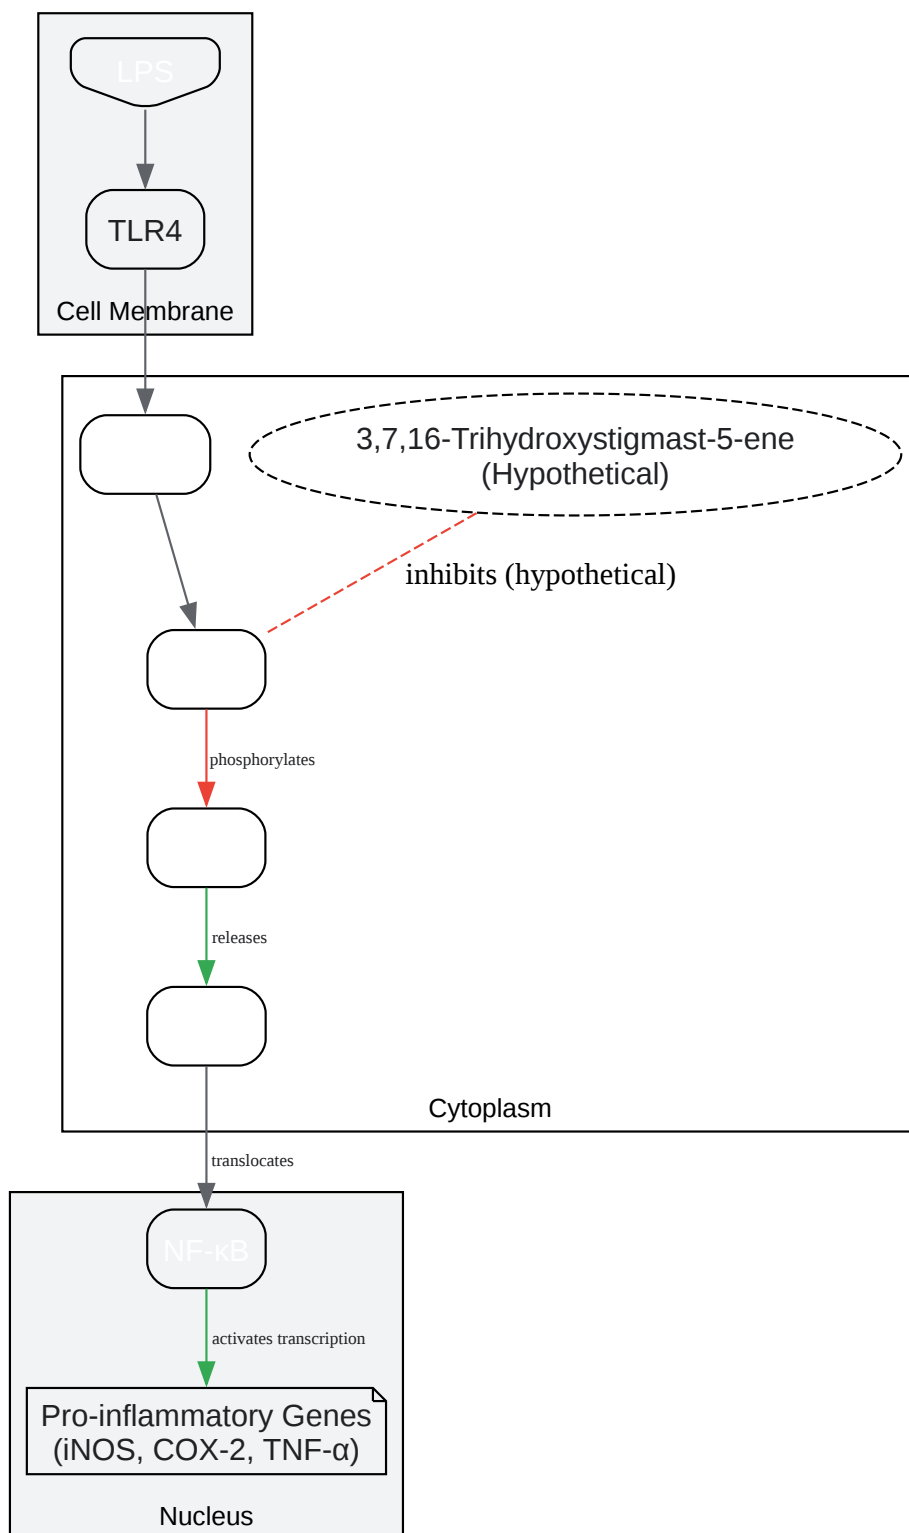 LPS
TLR4
Cell Membrane
3,7,16-Trihydroxystigmast-5-ene
(Hypothetical)
inhibits (hypothetical)
phosphorylates
releases
Cytoplasm
translocates
NF-κB
activates transcription
Pro-inflammatory Genes
(iNOS, COX-2, TNF-α)
Nucleus